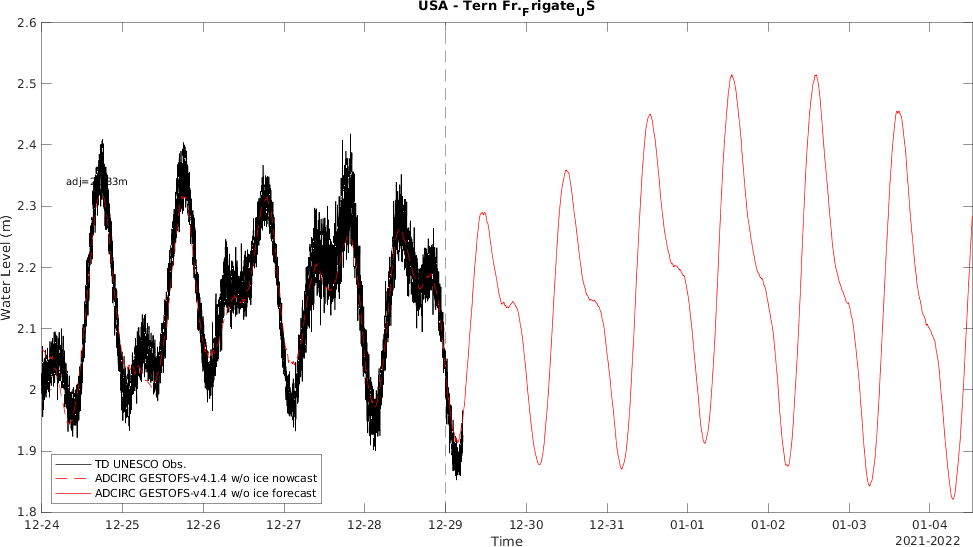 USA - Tern Fr.FrigateUS
2.6
2.5
2.4
2.3
2.2
2.1
2
1.9
1.8
Water Level (m)
TD UNESCO Obs.
ADCIRC GESTOFS-v4.1.4 w/o ice nowcast
ADCIRC GESTOFS-v4.1.4 w/o ice forecast
12-24 12-25 12-26 12-27 12-28 12-29 12-30 12-31 01-01 01-02 01-03 01-04
Time
2021-2022